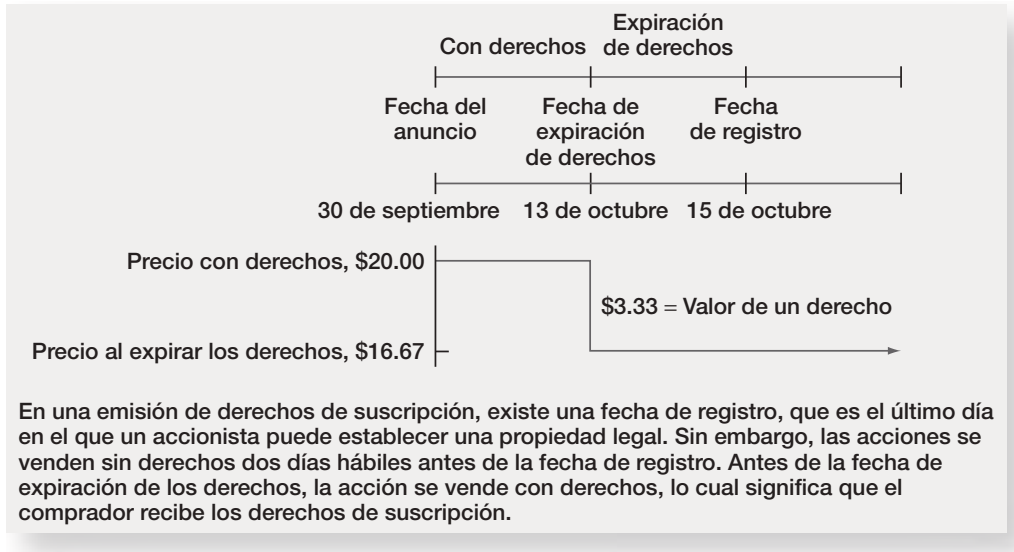 Con derechos
Expiración
de derechos
Fecha del
anuncio
Fecha de
expiración
de derechos
Fecha
de registro
30 de septiembre
13 de octubre
15 de octubre
Precio con derechos, $20.00
$3.33 = Valor de un derecho
Precio al expirar los derechos, $16.67
En una emisión de derechos de suscripción, existe una fecha de registro, que es el último día
en el que un accionista puede establecer una propiedad legal. Sin embargo, las acciones se
venden sin derechos dos días hábiles antes de la fecha de registro. Antes de la fecha de
expiración de los derechos, la acción se vende con derechos, lo cual significa que el
comprador recibe los derechos de suscripción.